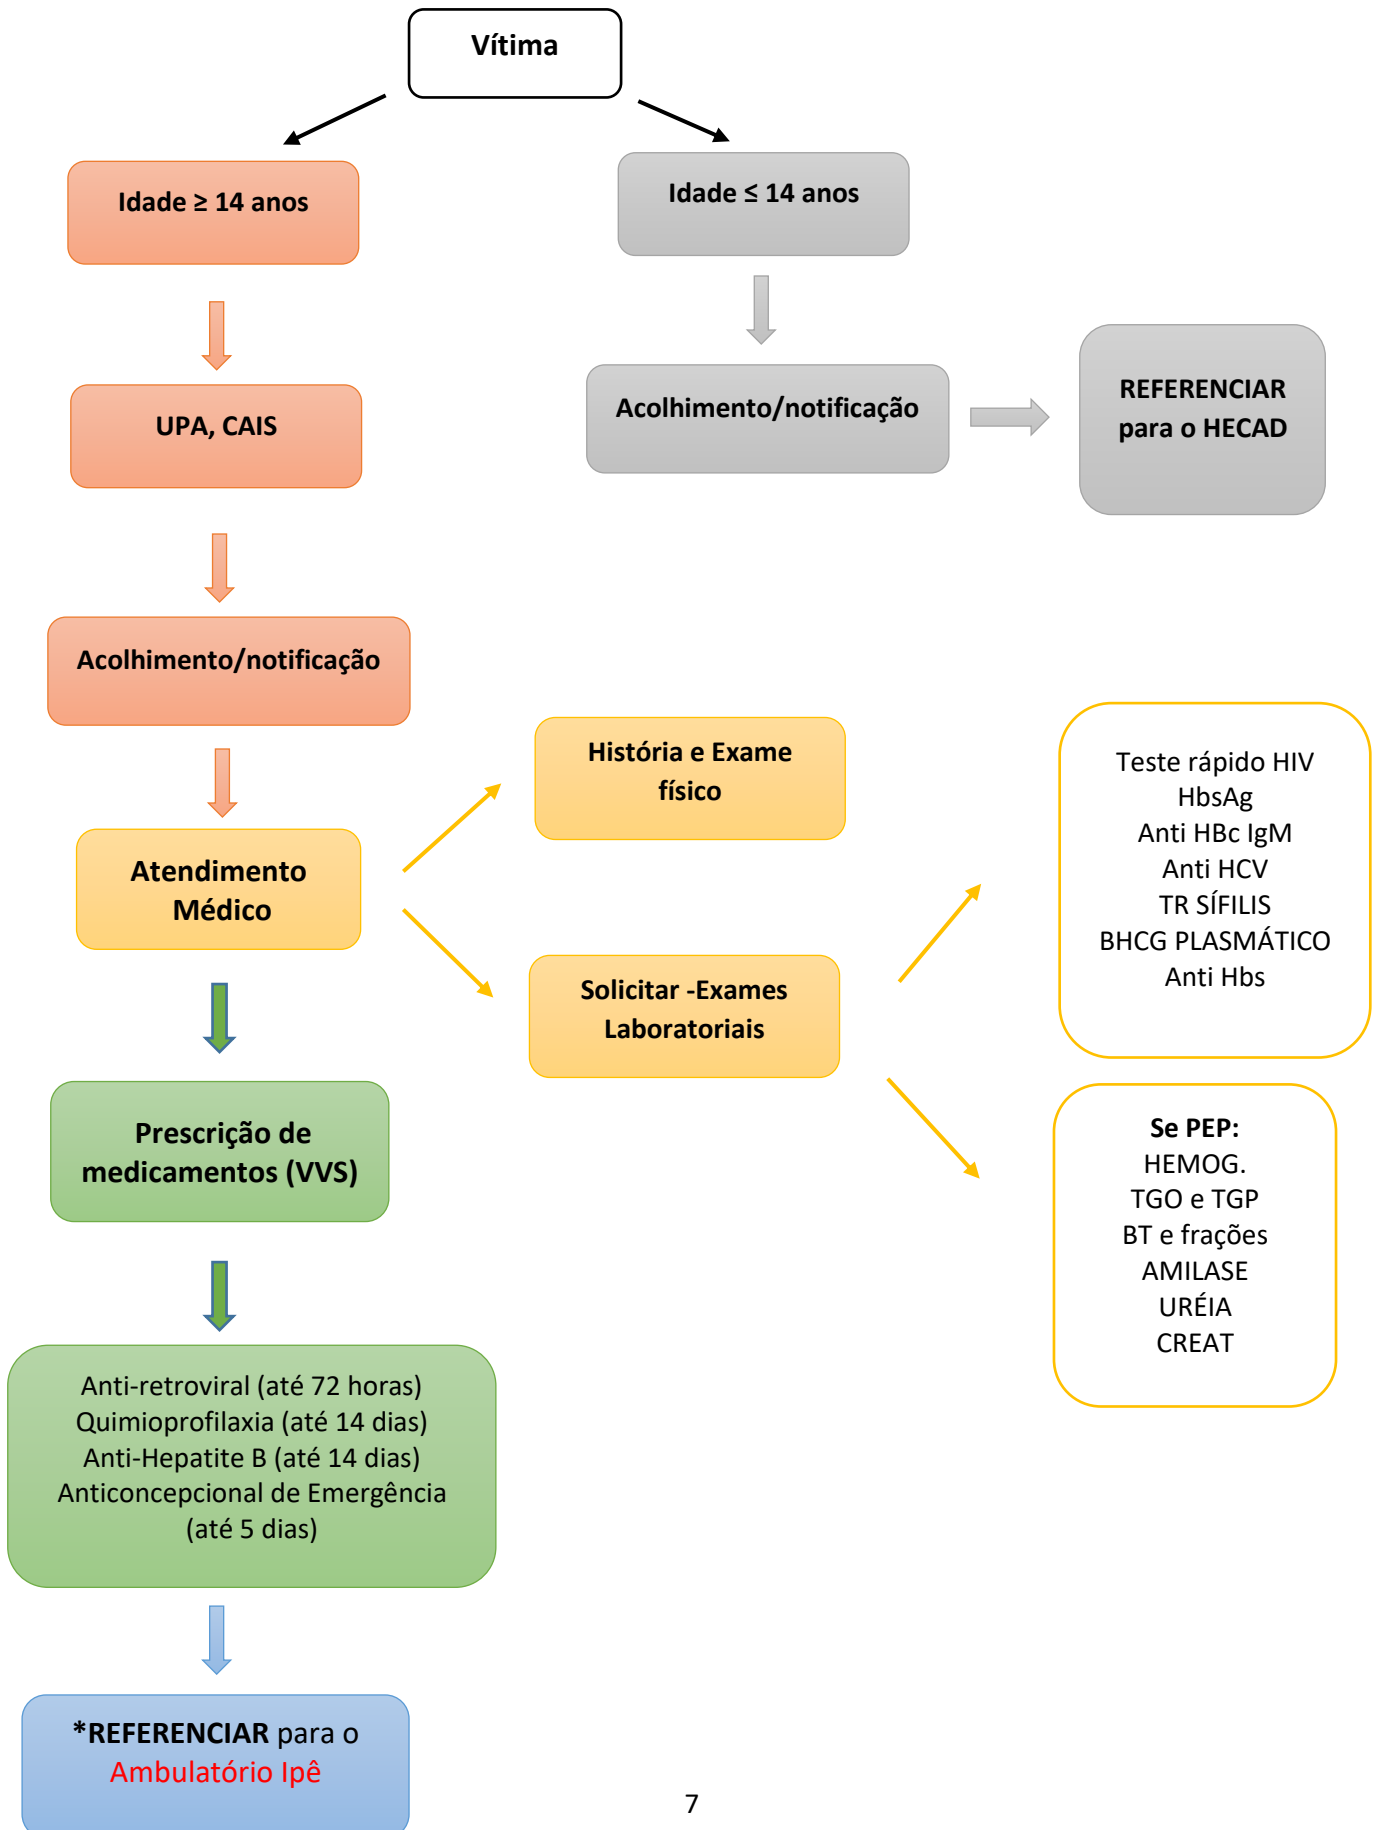 Vítima
Idade ≥ 14 anos
Idade ≤ 14 anos
UPA, CAIS
Acolhimento/notificação
REFERENCIAR
para o HECAD
Acolhimento/notificação
Atendimento
Médico
História e Exame
físico
Solicitar -Exames
Laboratoriais
Teste rápido HIV
HbsAg
Anti HBc IgM
Anti HCV
TR SÍFILIS
BHCG PLASMÁTICO
Anti Hbs
Se PEP:
HEMOG.
TGO e TGP
BT e frações
AMILASE
URÉIA
CREAT
Prescrição de
medicamentos (VVS)
Anti-retroviral (até 72 horas)
Quimioprofilaxia (até 14 dias)
Anti-Hepatite B (até 14 dias)
Anticoncepcional de Emergência
(até 5 dias)
*REFERENCIAR para o
Ambulatório Ipê
7